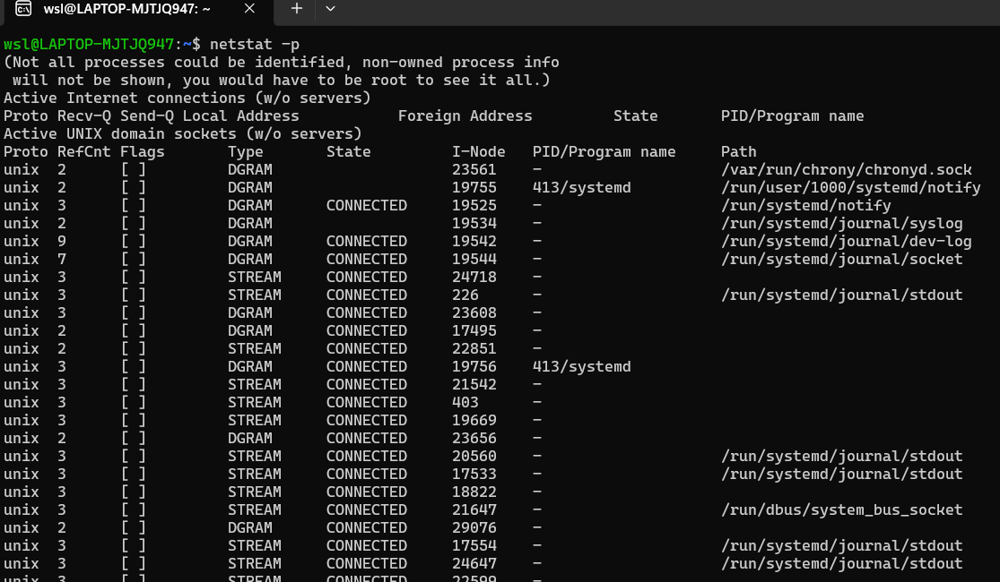 wsl@LAPTOP-MJTJQ947: ~
wsl@LAPTOP-MJTJQ947:~$ netstat -p
(Not all processes could be identified, non-owned process info
 will not be shown, you would have to be root to see it all.)
Active Internet connections (w/o servers)
Proto Recv-Q Send-Q Local Address           Foreign Address         State       PID/Program name
Active UNIX domain sockets (w/o servers)
Proto RefCnt Flags       Type       State         I-Node   PID/Program name     Path
unix  2      [ ]         DGRAM                    23561    -                    /var/run/chrony/chronyd.sock
unix  2      [ ]         DGRAM                    19755    413/systemd          /run/user/1000/systemd/notify
unix  3      [ ]         DGRAM      CONNECTED     19525    -                    /run/systemd/notify
unix  2      [ ]         DGRAM                    19534    -                    /run/systemd/journal/syslog
unix  9      [ ]         DGRAM      CONNECTED     19542    -                    /run/systemd/journal/dev-log
unix  7      [ ]         DGRAM      CONNECTED     19544    -                    /run/systemd/journal/socket
unix  3      [ ]         STREAM     CONNECTED     24718    -
unix  3      [ ]         STREAM     CONNECTED     226      -                    /run/systemd/journal/stdout
unix  3      [ ]         DGRAM      CONNECTED     23608    -
unix  2      [ ]         DGRAM      CONNECTED     17495    -
unix  2      [ ]         STREAM     CONNECTED     22851    -
unix  3      [ ]         DGRAM      CONNECTED     19756    413/systemd
unix  3      [ ]         STREAM     CONNECTED     21542    -
unix  3      [ ]         STREAM     CONNECTED     403      -
unix  3      [ ]         STREAM     CONNECTED     19669    -
unix  2      [ ]         DGRAM      CONNECTED     23656    -
unix  3      [ ]         STREAM     CONNECTED     20560    -                    /run/systemd/journal/stdout
unix  3      [ ]         STREAM     CONNECTED     17533    -                    /run/systemd/journal/stdout
unix  3      [ ]         STREAM     CONNECTED     18822    -
unix  3      [ ]         STREAM     CONNECTED     21647    -                    /run/dbus/system_bus_socket
unix  2      [ ]         DGRAM      CONNECTED     29076    -
unix  3      [ ]         STREAM     CONNECTED     17554    -                    /run/systemd/journal/stdout
unix  3      [ ]         STREAM     CONNECTED     24647    -                    /run/systemd/journal/stdout
unix  3      [ ]         STREAM     CONNECTED     22599    -